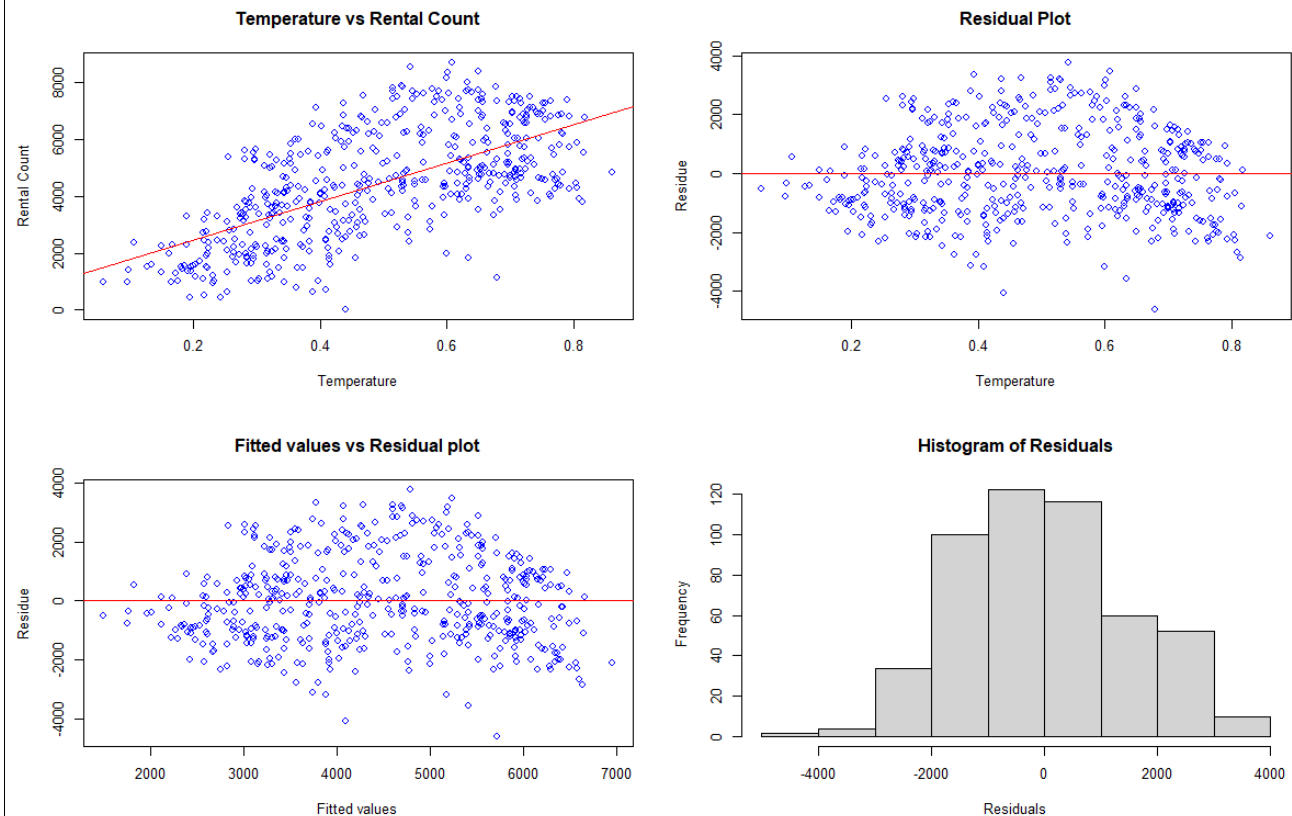 Temperature vs Rental Count
Rental Count
0 2000 4000 6000 8000
0.2 0.4 0.6 0.8
Temperature
Residual Plot
Residue
-4000 -2000 0 2000 4000
0.2 0.4 0.6 0.8
Temperature
Fitted values vs Residual plot
Residue
-4000 -2000 0 2000 4000
2000 3000 4000 5000 6000 7000
Fitted values
Histogram of Residuals
Frequency
0 20 40 60 80 100 120
-4000 -2000 0 2000 4000
Residuals